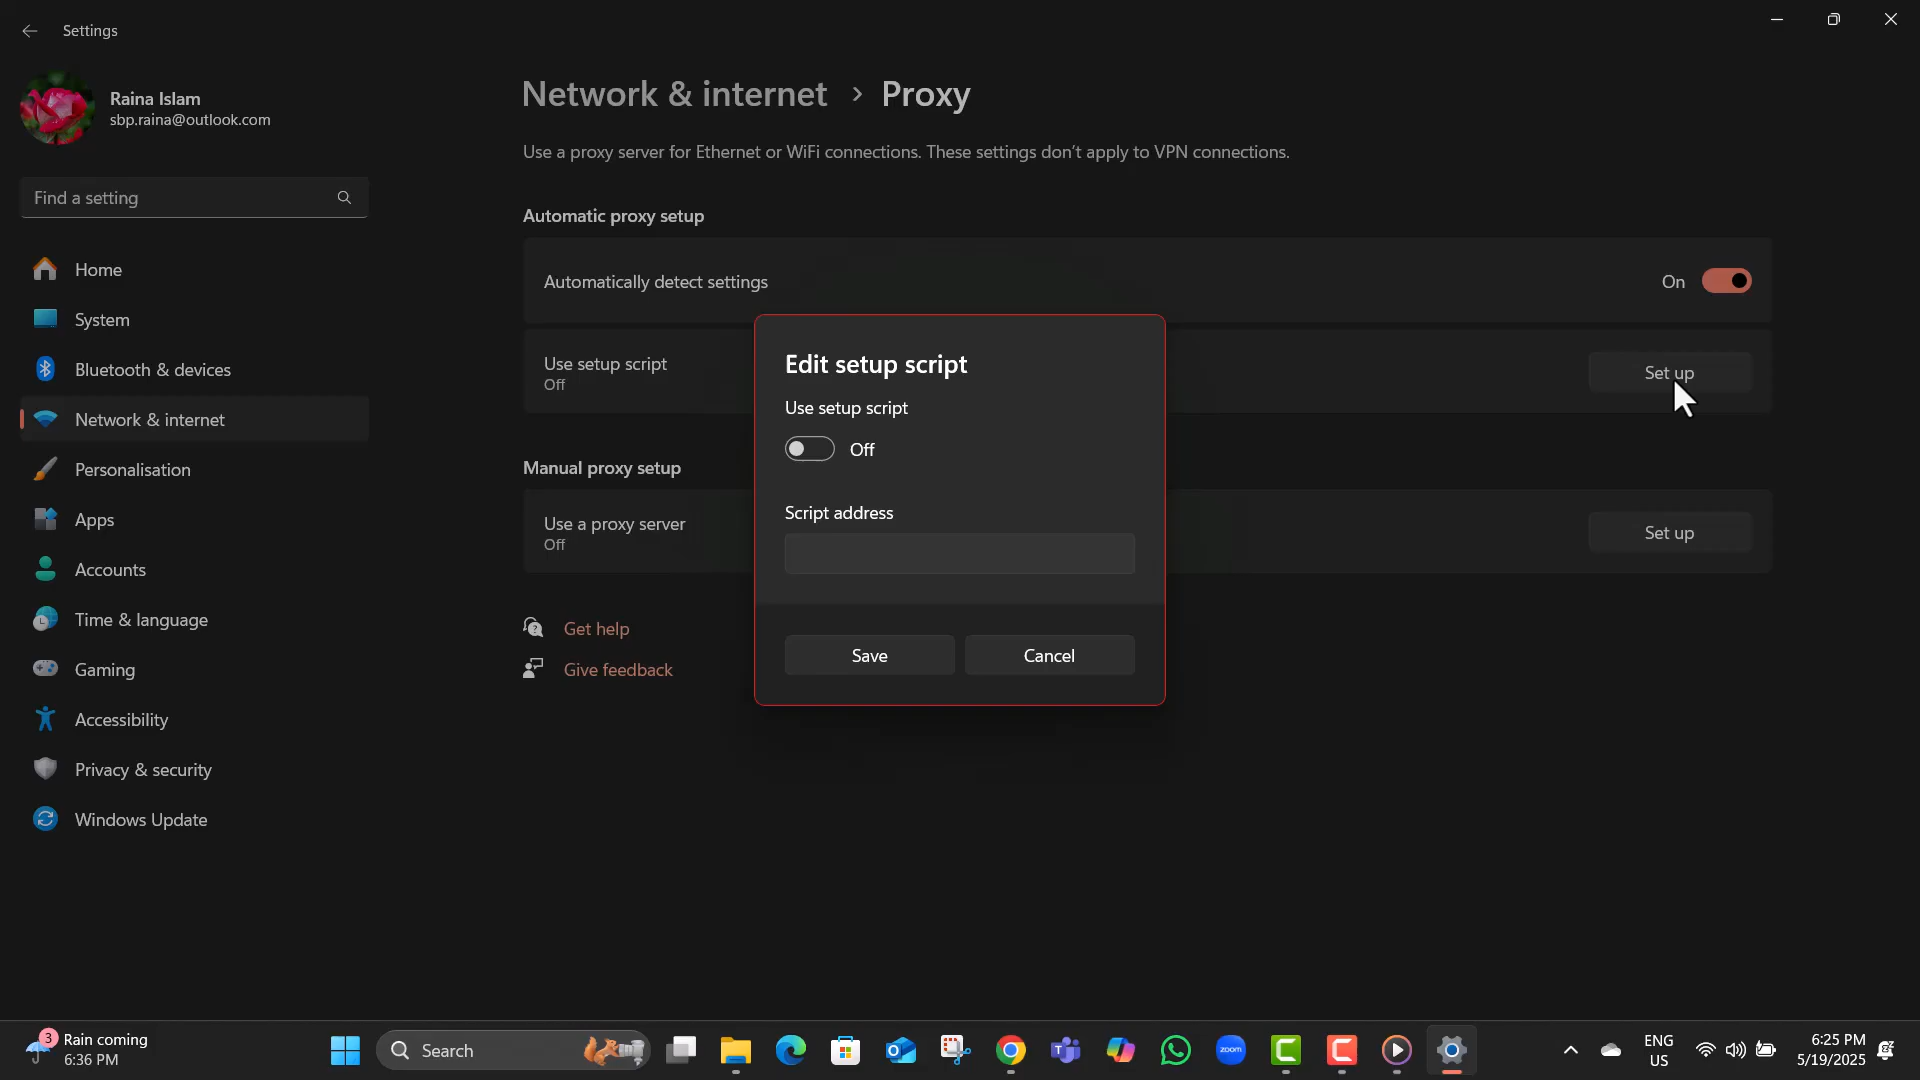 Settings
Raina Islam
sbp.raina@outlook.com
Find a setting
Home
System
Bluetooth & devices
Network & internet
Personalisation
Apps
Accounts
Time & language
Gaming
Accessibility
Privacy & security
Windows Update
Network & internet > Proxy
Use a proxy server for Ethernet or WiFi connections. These settings don't apply to VPN connections.
Automatic proxy setup
Automatically detect settings
On
Use setup script
Off
Set up
Manual proxy setup
Use a proxy server
Off
Set up
Get help
Give feedback
Edit setup script
Use setup script
Off
Script address
Save
Cancel
3
Rain coming
6:36 PM
Search
zoom
ENG
US
6:25 PM
5/19/2025